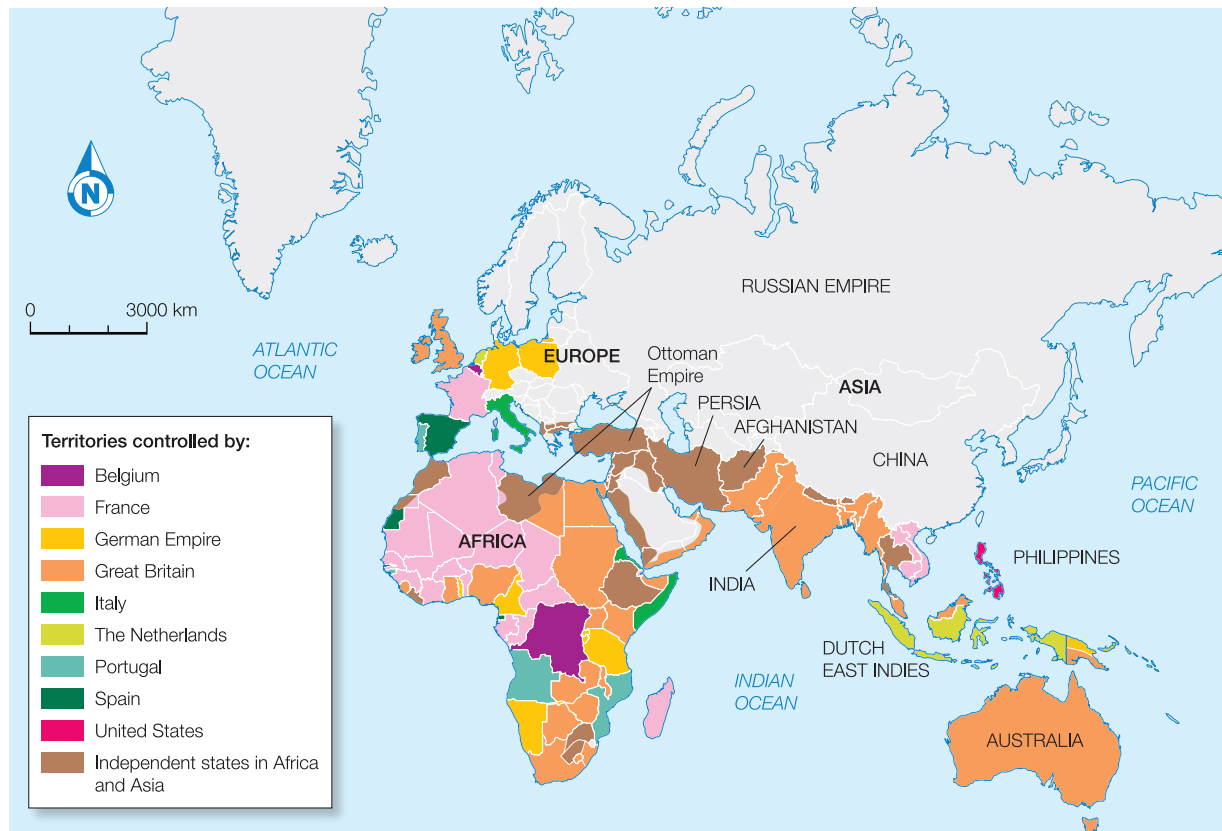 N
0 3000 km
RUSSIAN EMPIRE
ATLANTIC
OCEAN
EUROPE
Ottoman
Empire
ASIA
PERSIA
AFGHANISTAN
CHINA
PACIFIC
OCEAN
AFRICA
INDIA
PHILIPPINES
DUTCH
EAST INDIES
INDIAN
OCEAN
AUSTRALIA
Territories controlled by:
Belgium
France
German Empire
Great Britain
Italy
The Netherlands
Portugal
Spain
United States
Independent states in Africa
and Asia